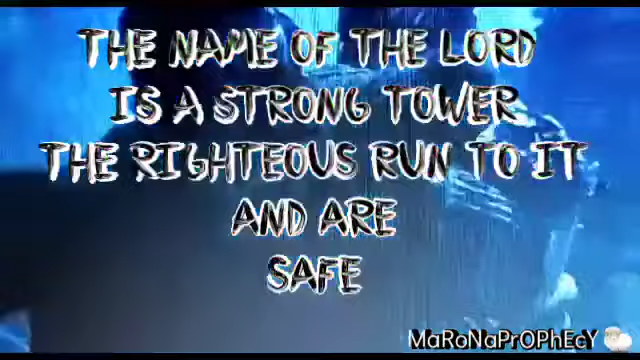 THE NAME OF THE LORD
IS A STRONG TOWER
THE RIGHTEOUS RUN TO IT
AND ARE
SAFE
MaRoNaPrOPhEcY